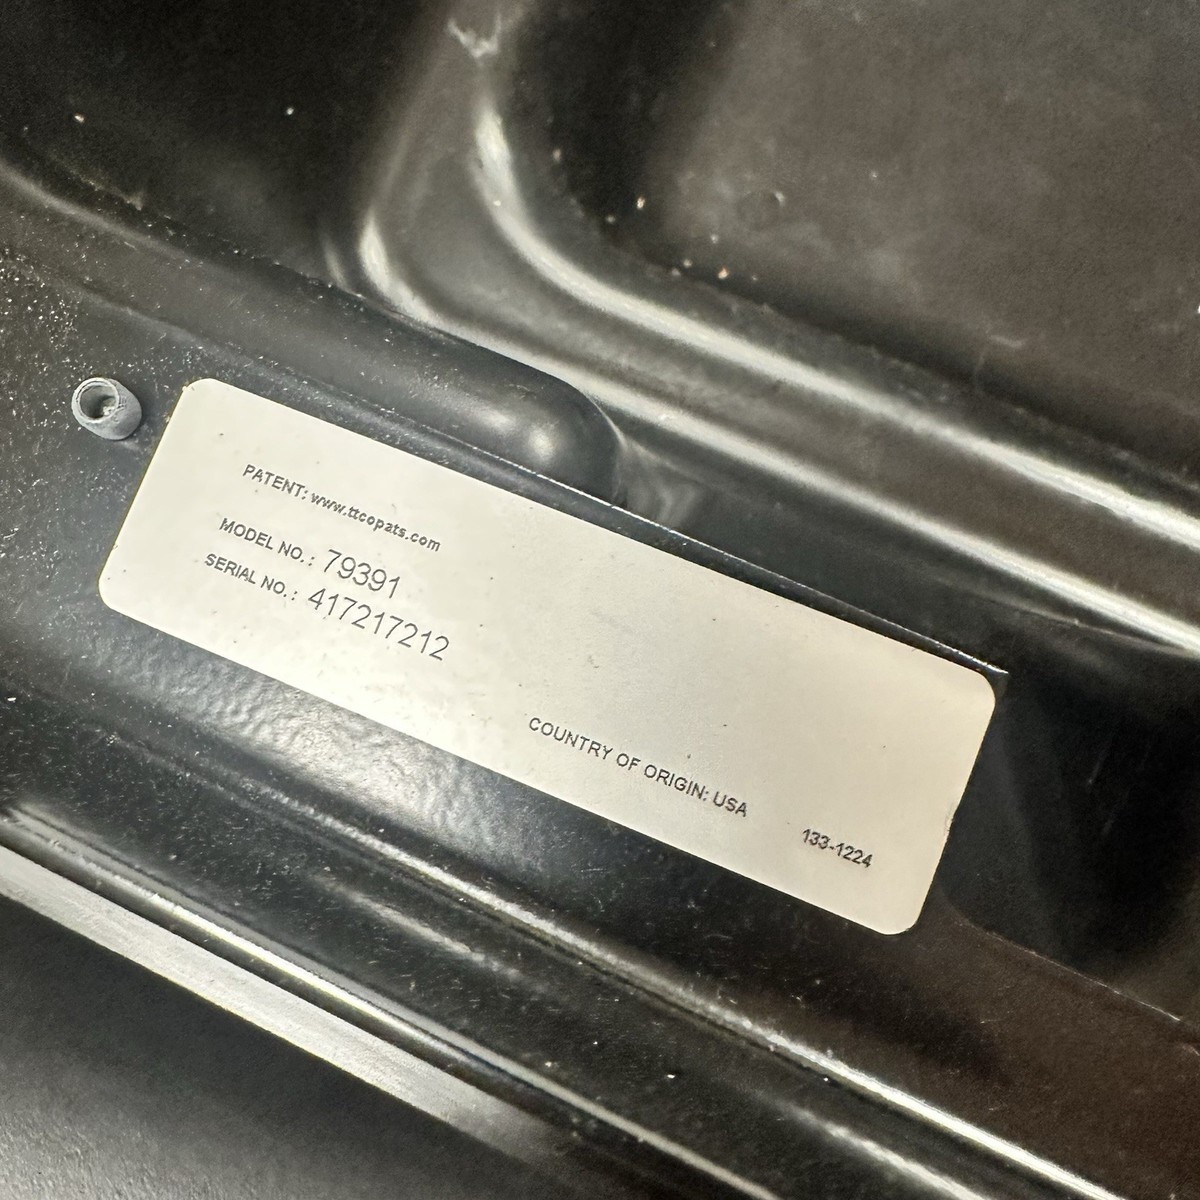 PATENT: www.ttcopats.com
MODEL NO.: 79391
SERIAL NO.: 417217212
COUNTRY OF ORIGIN: USA
133-1224